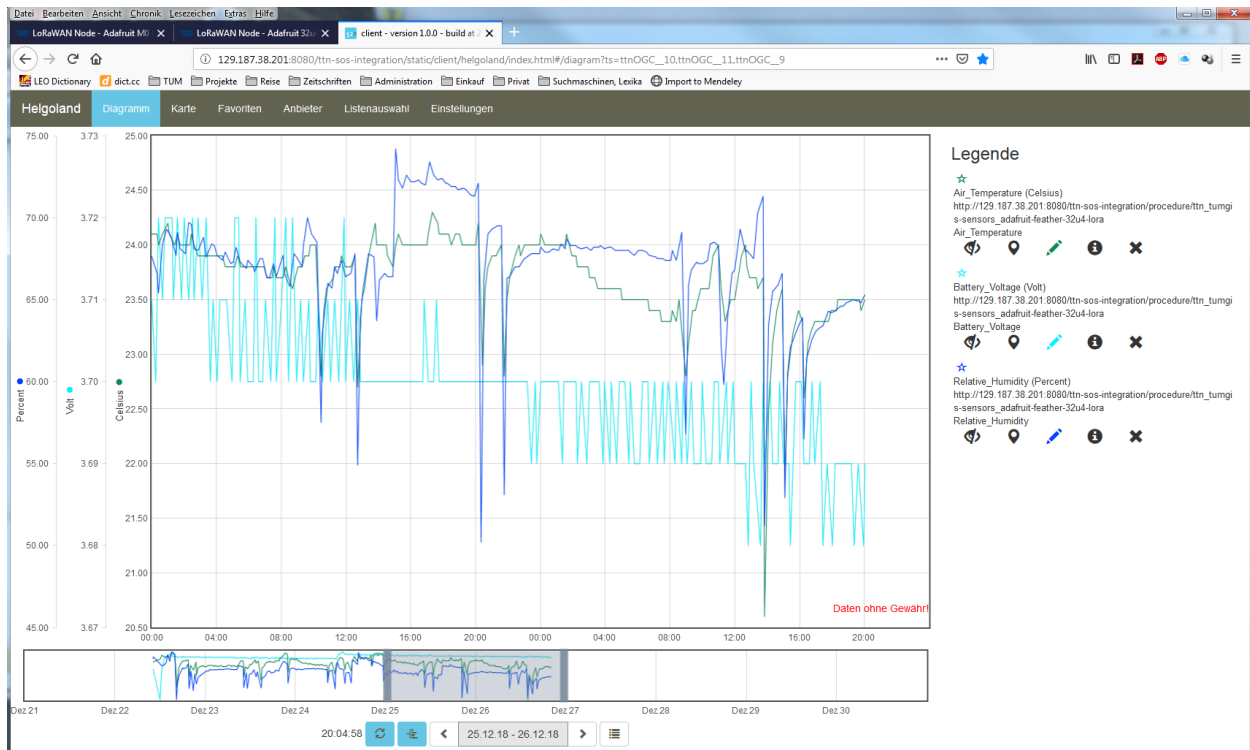 Datei Bearbeiten Ansicht Chronik Lesezeichen Extras Hilfe
LoRaWAN Node - Adafruit M0
LoRaWAN Node - Adafruit 32u
client - version 1.0.0 - build at 2
129.187.38.201:8080/ttn-sos-integration/static/client/helgoland/index.html#/diagram?ts=ttnOGC__10,ttnOGC__11,ttnOGC__9
LEO Dictionary dict.cc TUM Projekte Reise Zeitschriften Administration Einkauf Privat Suchmaschinen, Lexika Import to Mendeley
Helgoland Diagramm Karte Favoriten Anbieter Listenauswahl Einstellungen
75.00 3.73 25.00
24.50
70.00 3.72 24.00
65.00 3.71 23.50
23.00
60.00 3.70
22.50
Percent Volt Celsius
55.00 3.69 22.00
21.50
50.00 3.68
21.00
45.00 3.67 20.50
Daten ohne Gewähr!
00:00 04:00 08:00 12:00 16:00 20:00 00:00 04:00 08:00 12:00 16:00 20:00
Legende
Air_Temperature (Celsius)
http://129.187.38.201:8080/ttn-sos-integration/procedure/ttn_tumgi
s-sensors_adafruit-feather-32u4-lora
Air_Temperature
Battery_Voltage (Volt)
http://129.187.38.201:8080/ttn-sos-integration/procedure/ttn_tumgi
s-sensors_adafruit-feather-32u4-lora
Battery_Voltage
Relative_Humidity (Percent)
http://129.187.38.201:8080/ttn-sos-integration/procedure/ttn_tumgi
s-sensors_adafruit-feather-32u4-lora
Relative_Humidity
Dez 21 Dez 22 Dez 23 Dez 24 Dez 25 Dez 26 Dez 27 Dez 28 Dez 29 Dez 30
20:04:58 25.12.18 - 26.12.18